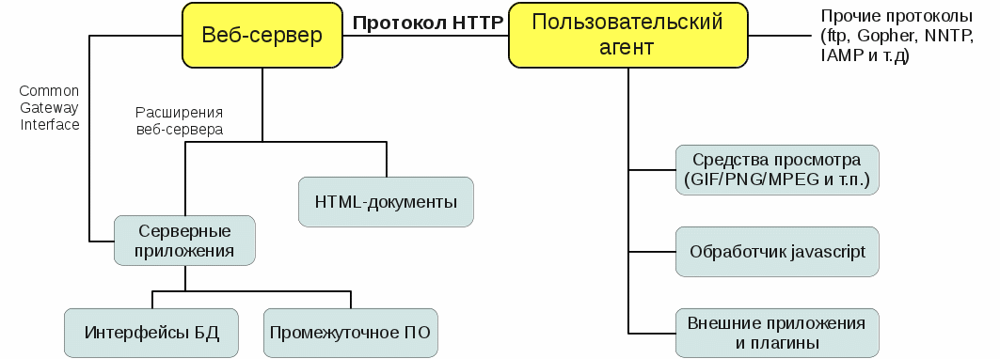 Веб-сервер
Протокол HTTP
Пользовательский
агент
Прочие протоколы
(ftp, Gopher, NNTP,
IAMP и т.д)
Common
Gateway
Interface
Расширения
веб-сервера
Средства просмотра
(GIF/PNG/MPEG и т.п.)
HTML-документы
Серверные
приложения
Обработчик javascript
Интерфейсы БД
Промежуточное ПО
Внешние приложения
и плагины